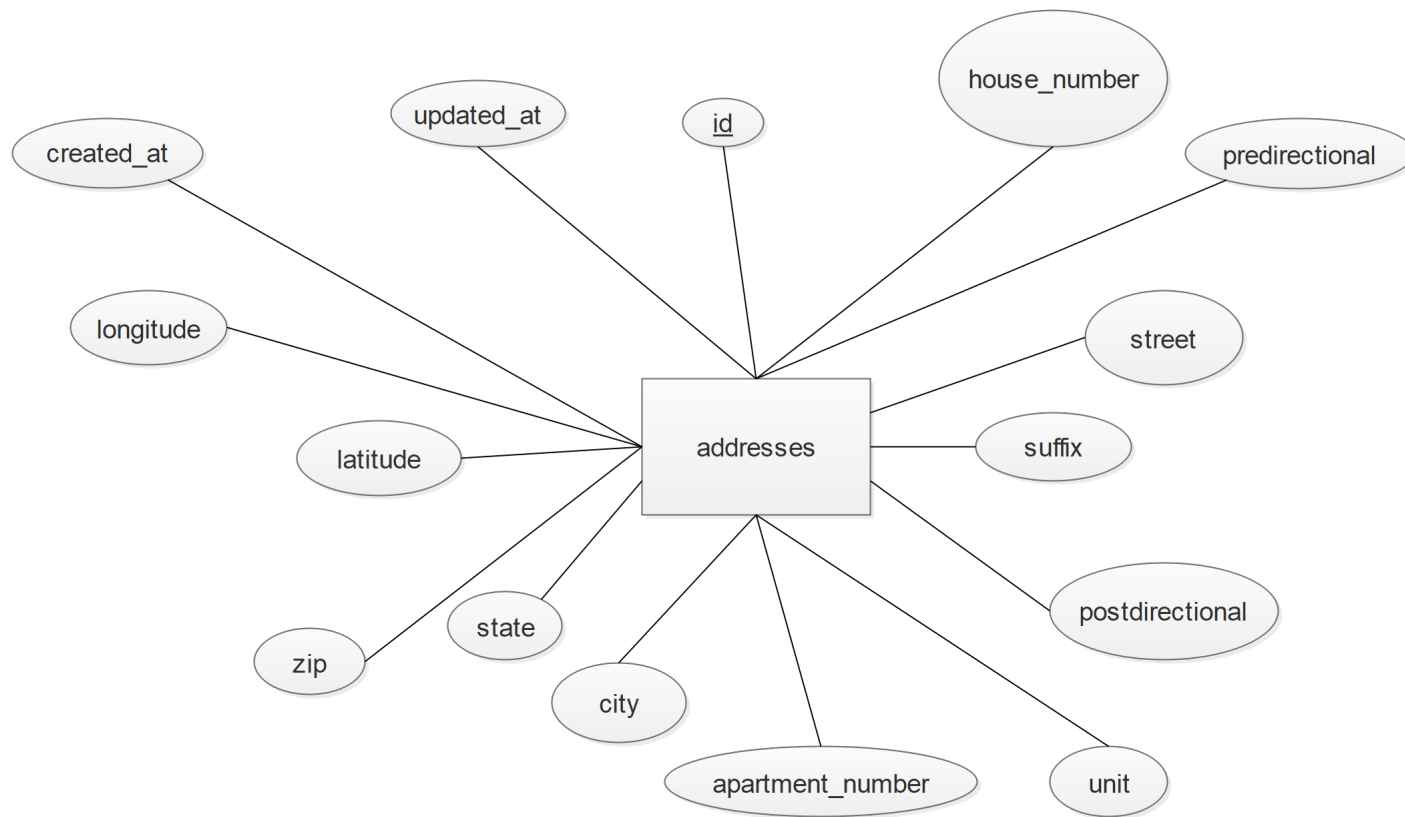 house_number
updated_at
id
created_at
predirectional
longitude
street
addresses
suffix
latitude
postdirectional
state
zip
city
apartment_number
unit